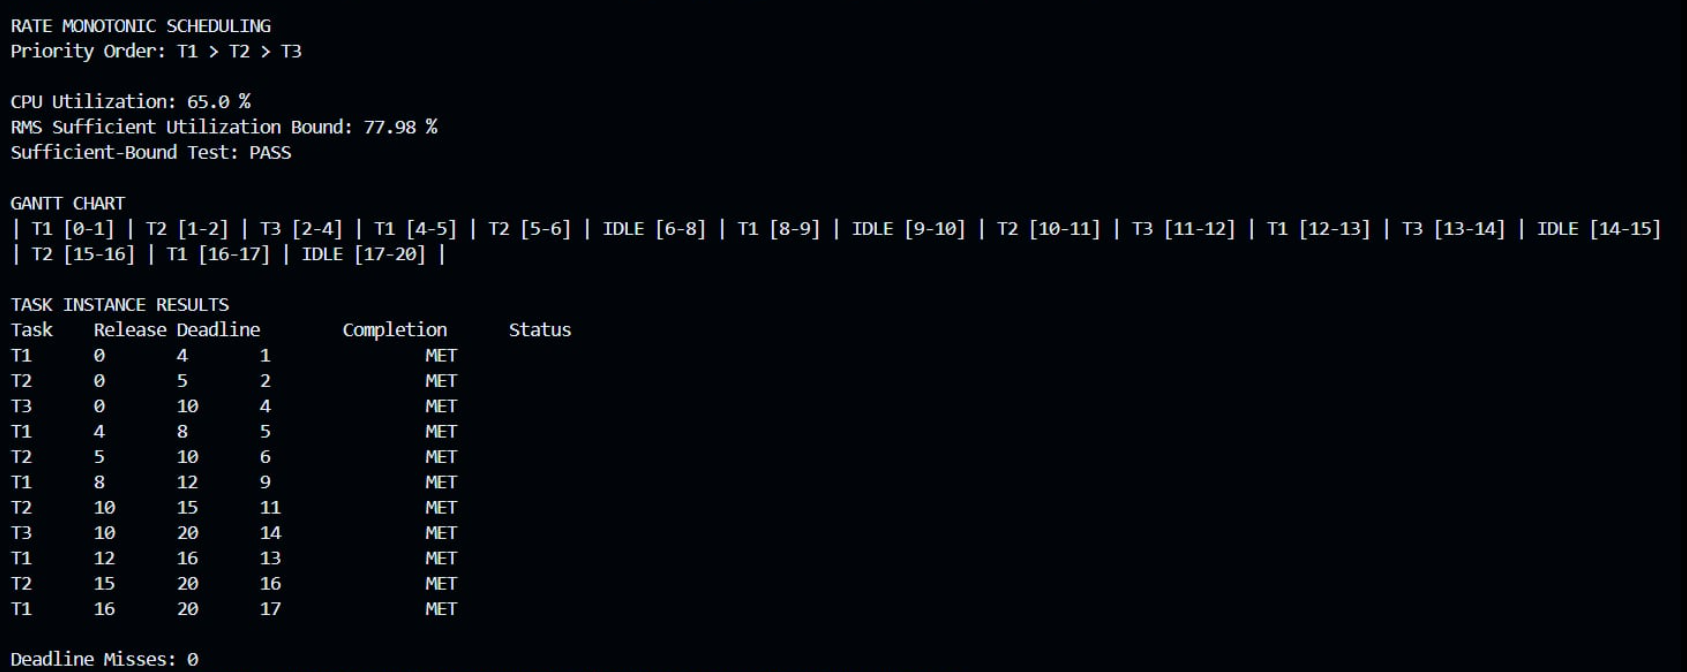 RATE MONOTONIC SCHEDULING
Priority Order: T1 > T2 > T3
CPU Utilization: 65.0 %
RMS Sufficient Utilization Bound: 77.98 %
Sufficient-Bound Test: PASS
GANTT CHART
| T1 [0-1] | T2 [1-2] | T3 [2-4] | T1 [4-5] | T2 [5-6] | IDLE [6-8] | T1 [8-9] | IDLE [9-10] | T2 [10-11] | T3 [11-12] | T1 [12-13] | T3 [13-14] | IDLE [14-15]
| T2 [15-16] | T1 [16-17] | IDLE [17-20] |
TASK INSTANCE RESULTS
Task Release Deadline Completion Status
T1 0 4 1 MET
T2 0 5 2 MET
T3 0 10 4 MET
T1 4 8 5 MET
T2 5 10 6 MET
T1 8 12 9 MET
T2 10 15 11 MET
T3 10 20 14 MET
T1 12 16 13 MET
T2 15 20 16 MET
T1 16 20 17 MET
Deadline Misses: 0